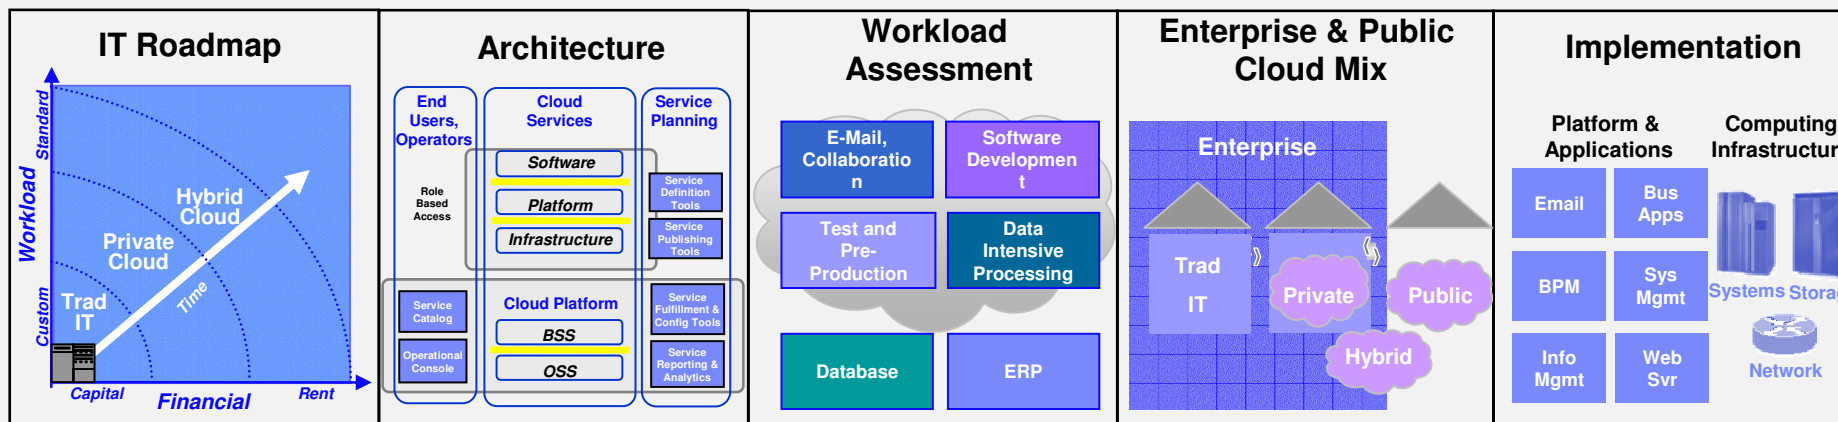 IT Roadmap
Standard
Workload
Custom
Hybrid
Cloud
Private
Cloud
Trad
IT
Time
Capital
Financial
Rent
Architecture
End
Users,
Operators
Role
Based
Access
Service
Catalog
Operational
Console
Cloud
Services
Software
Platform
Infrastructure
Cloud Platform
BSS
OSS
Service
Planning
Service
Definition
Tools
Service
Publishing
Tools
Service
Fulfillment &
Config Tools
Service
Reporting &
Analytics
Workload
Assessment
E-Mail,
Collaboratio
n
Software
Developmen
t
Test and
Pre-
Production
Data
Intensive
Processing
Database
ERP
Enterprise & Public
Cloud Mix
Enterprise
Trad
IT
Private
Public
Hybrid
Implementation
Platform &
Applications
Email
Bus
Apps
BPM
Sys
Mgmt
Info
Mgmt
Web
Svr
Computing
Infrastructur
Systems Storag
Network